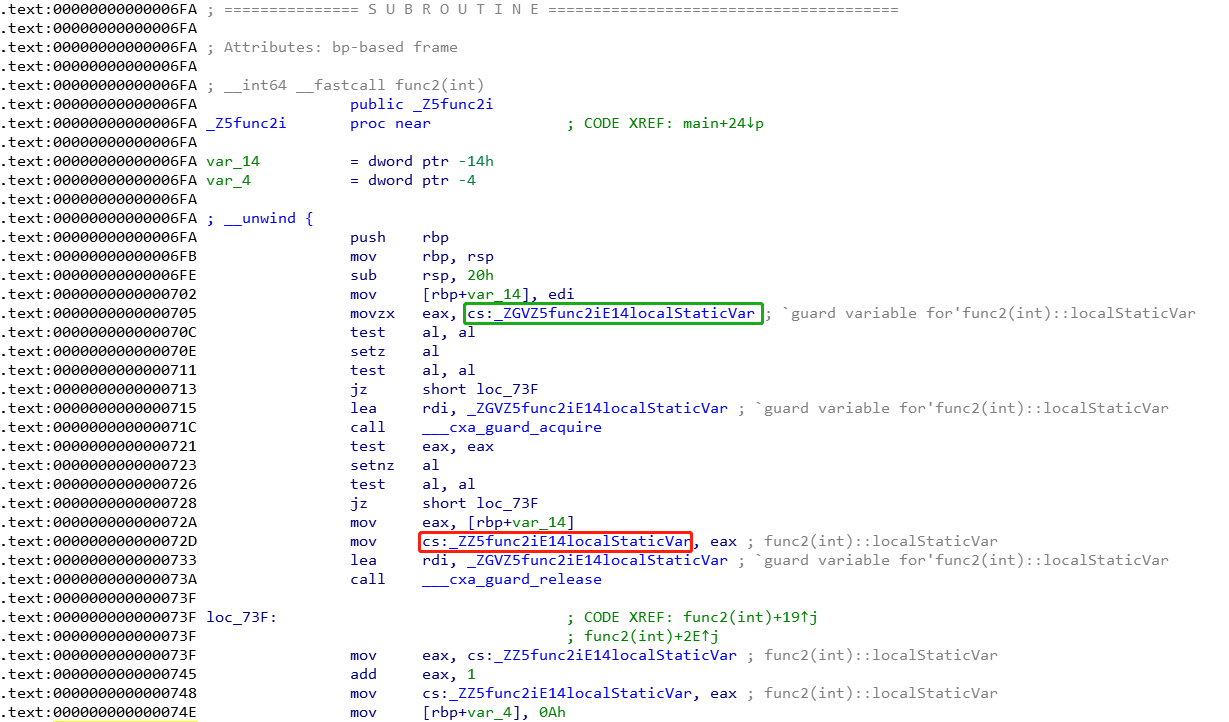 .text:00000000000006FA ; =============== S U B R O U T I N E =======================================
.text:00000000000006FA
.text:00000000000006FA ; Attributes: bp-based frame
.text:00000000000006FA
.text:00000000000006FA ; __int64 __fastcall func2(int)
.text:00000000000006FA public _Z5func2i
.text:00000000000006FA _Z5func2i proc near ; CODE XREF: main+24↓p
.text:00000000000006FA
.text:00000000000006FA var_14 = dword ptr -14h
.text:00000000000006FA var_4 = dword ptr -4
.text:00000000000006FA
.text:00000000000006FA ; __unwind {
.text:00000000000006FA push rbp
.text:00000000000006FB mov rbp, rsp
.text:00000000000006FE sub rsp, 20h
.text:0000000000000702 mov [rbp+var_14], edi
.text:0000000000000705 movzx eax, cs:_ZGVZ5func2iE14localStaticVar ; `guard variable for'func2(int)::localStaticVar
.text:000000000000070C test al, al
.text:000000000000070E setz al
.text:0000000000000711 test al, al
.text:0000000000000713 jz short loc_73F
.text:0000000000000715 lea rdi, _ZGVZ5func2iE14localStaticVar ; `guard variable for'func2(int)::localStaticVar
.text:000000000000071C call ___cxa_guard_acquire
.text:0000000000000721 test eax, eax
.text:0000000000000723 setnz al
.text:0000000000000726 test al, al
.text:0000000000000728 jz short loc_73F
.text:000000000000072A mov eax, [rbp+var_14]
.text:000000000000072D mov cs:_ZZ5func2iE14localStaticVar, eax ; func2(int)::localStaticVar
.text:0000000000000733 lea rdi, _ZGVZ5func2iE14localStaticVar ; `guard variable for'func2(int)::localStaticVar
.text:000000000000073A call ___cxa_guard_release
.text:000000000000073F
.text:000000000000073F loc_73F: ; CODE XREF: func2(int)+19↑j
.text:000000000000073F ; func2(int)+2E↑j
.text:000000000000073F mov eax, cs:_ZZ5func2iE14localStaticVar ; func2(int)::localStaticVar
.text:0000000000000745 add eax, 1
.text:0000000000000748 mov cs:_ZZ5func2iE14localStaticVar, eax ; func2(int)::localStaticVar
.text:000000000000074E mov [rbp+var_4], 0Ah